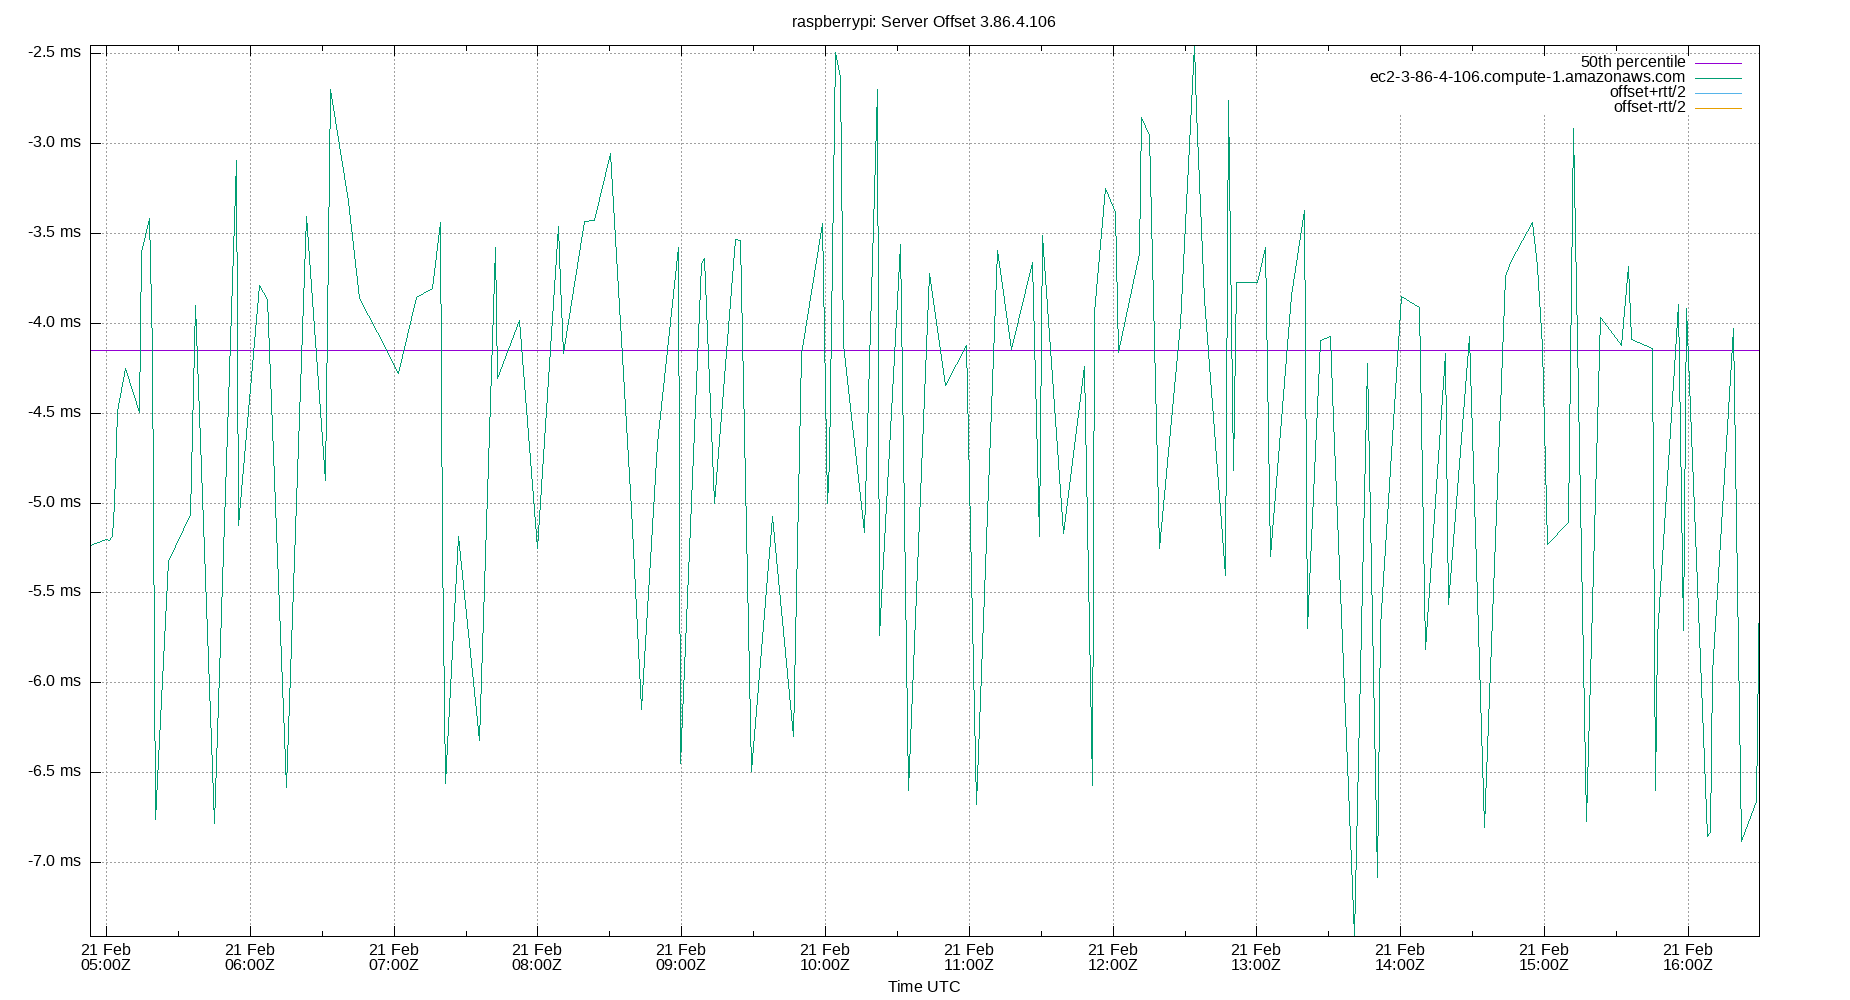 raspberrypi: Server Offset 3.86.4.106
-2.5 ms
-3.0 ms
-3.5 ms
-4.0 ms
-4.5 ms
-5.0 ms
-5.5 ms
-6.0 ms
-6.5 ms
-7.0 ms
50th percentile
ec2-3-86-4-106.compute-1.amazonaws.com
offset+rtt/2
offset-rtt/2
21 Feb 21 Feb 21 Feb 21 Feb 21 Feb 21 Feb 21 Feb 21 Feb 21 Feb 21 Feb 21 Feb 21 Feb
05:00Z 06:00Z 07:00Z 08:00Z 09:00Z 10:00Z 11:00Z 12:00Z 13:00Z 14:00Z 15:00Z 16:00Z
Time UTC